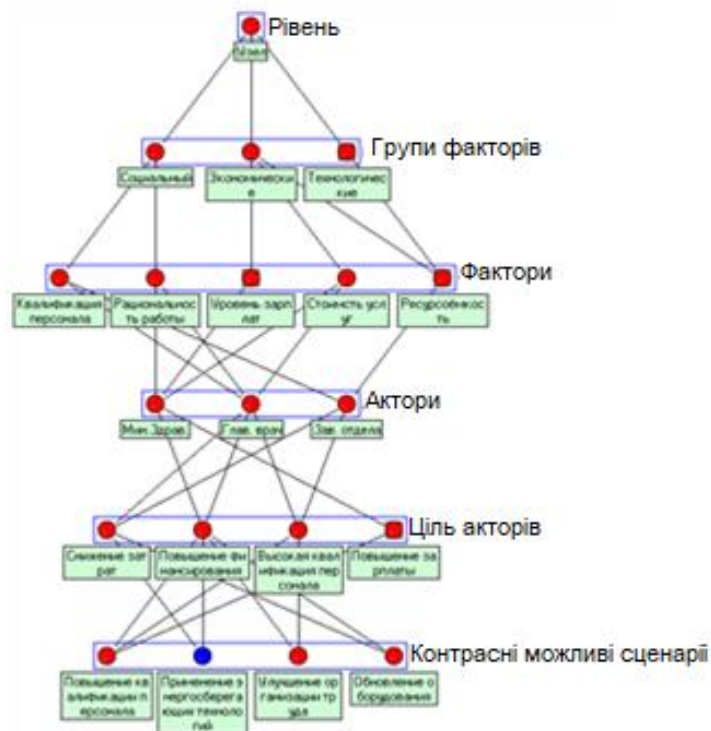 Рівень
Групи факторів
Социальный
Экономически
е
Технологичес
кие
Фактори
Квалификация
персонала
Рациональнос
ть работы
Уровень зарп
лат
Стоимсть усл
уг
Ресурсоёмкос
ть
Актори
Мин.Здрав.
Глав. врач
Зав. отдела
Ціль акторів
Снижение зат
рат
Повышение фи
нансирования
Высокая квал
ификация пер
сонала
Повышение за
рплаты
Контрасні можливі сценарії
Повышение кв
алификации п
ерсонала
Применение э
нергосберега
ющих техноло
гий
Улучшение ор
ганизации тр
уда
Обновление о
борудования